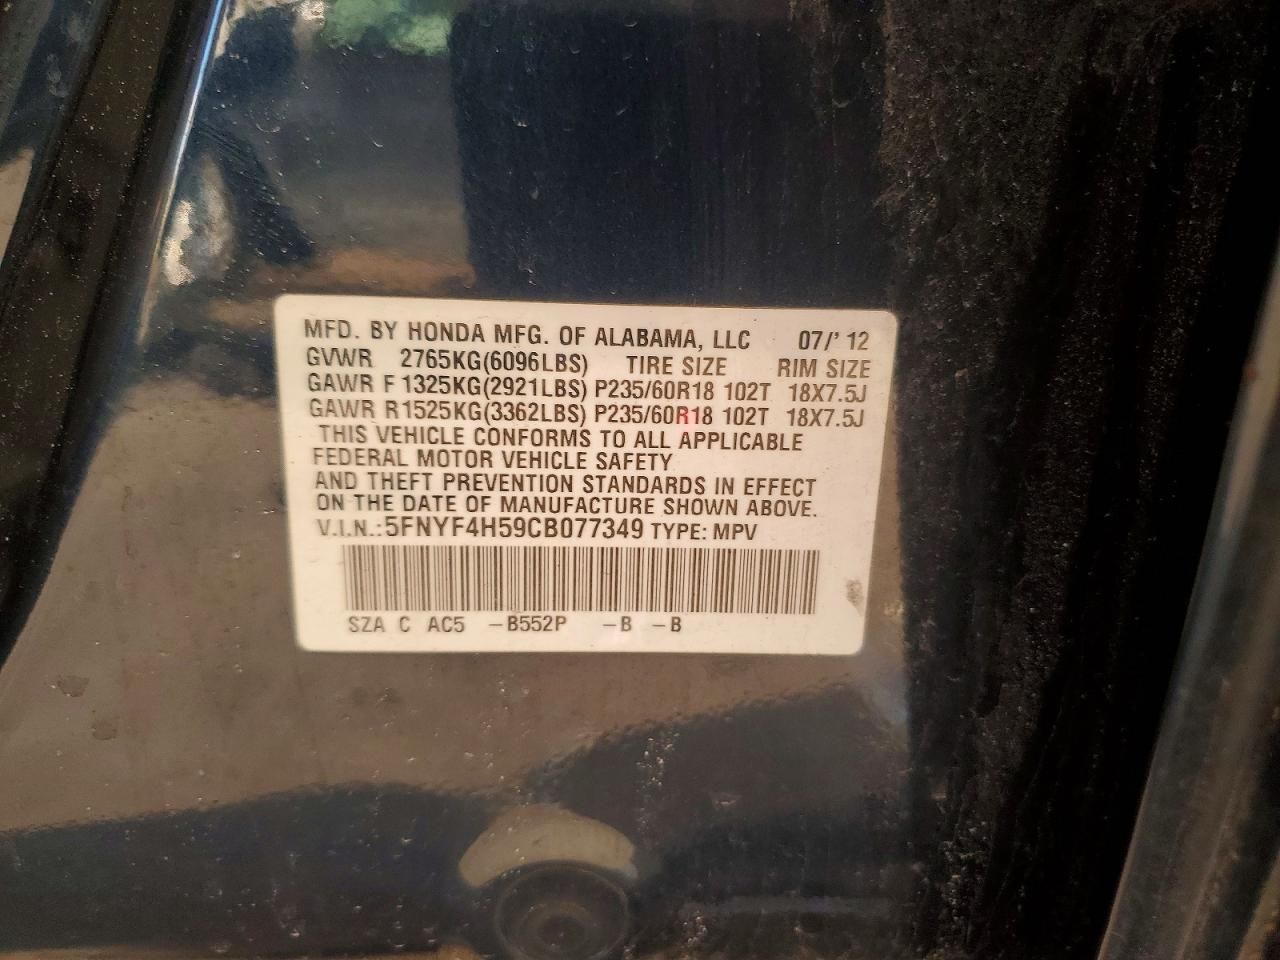 MFD. BY HONDA MFG. OF ALABAMA, LLC 07/'12
GVWR 2765KG(6096LBS) TIRE SIZE RIM SIZE
GAWR F 1325KG(2921LBS) P235/60R18 102T 18X7.5J
GAWR R1525KG(3362LBS) P235/60R18 102T 18X7.5J
THIS VEHICLE CONFORMS TO ALL APPLICABLE
FEDERAL MOTOR VEHICLE SAFETY
AND THEFT PREVENTION STANDARDS IN EFFECT
ON THE DATE OF MANUFACTURE SHOWN ABOVE.
V.I.N.:5FNYF4H59CB077349 TYPE: MPV
SZA C AC5 -B552P -B -B